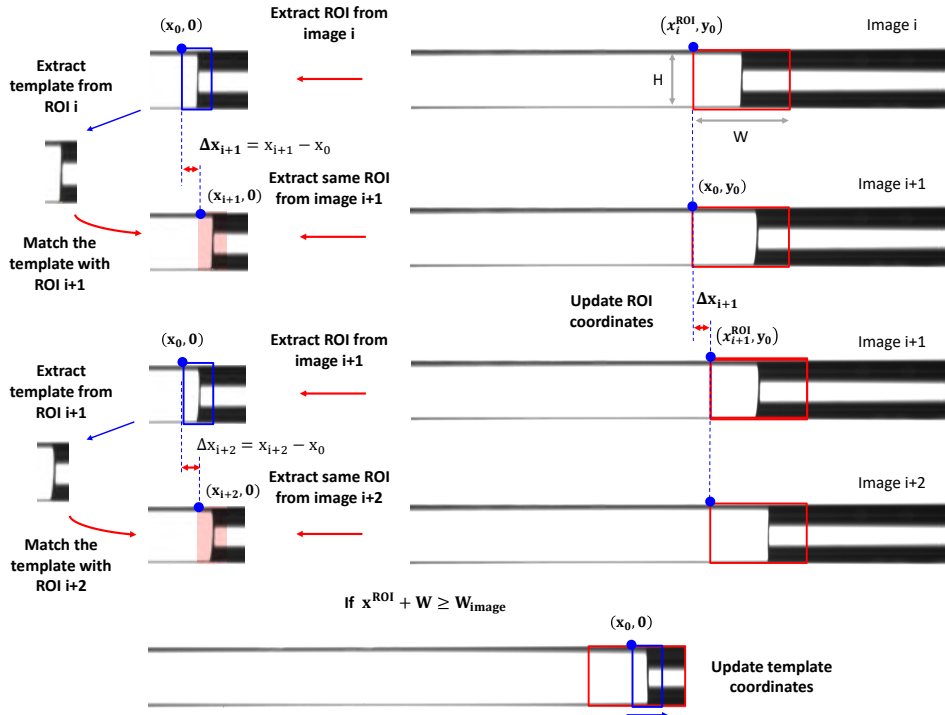 (x₀, 0)
Extract ROI from
image i
(xᵢᴿᴼᴵ, y₀)
Image i
Extract
template from
ROI i
H
W
Δxᵢ₊₁ = xᵢ₊₁ − x₀
(xᵢ₊₁, 0)
Extract same ROI
from image i+1
(x₀, y₀)
Image i+1
Match the
template with
ROI i+1
Update ROI
coordinates
Δxᵢ₊₁
(x₀, 0)
Extract ROI from
image i+1
(xᵢ₊₁ᴿᴼᴵ, y₀)
Image i+1
Extract
template from
ROI i+1
Δxᵢ₊₂ = xᵢ₊₂ − x₀
(xᵢ₊₂, 0)
Extract same ROI
from image i+2
Image i+2
Match the
template with
ROI i+2
If xᴿᴼᴵ + W ≥ W_image
(x₀, 0)
Update template
coordinates